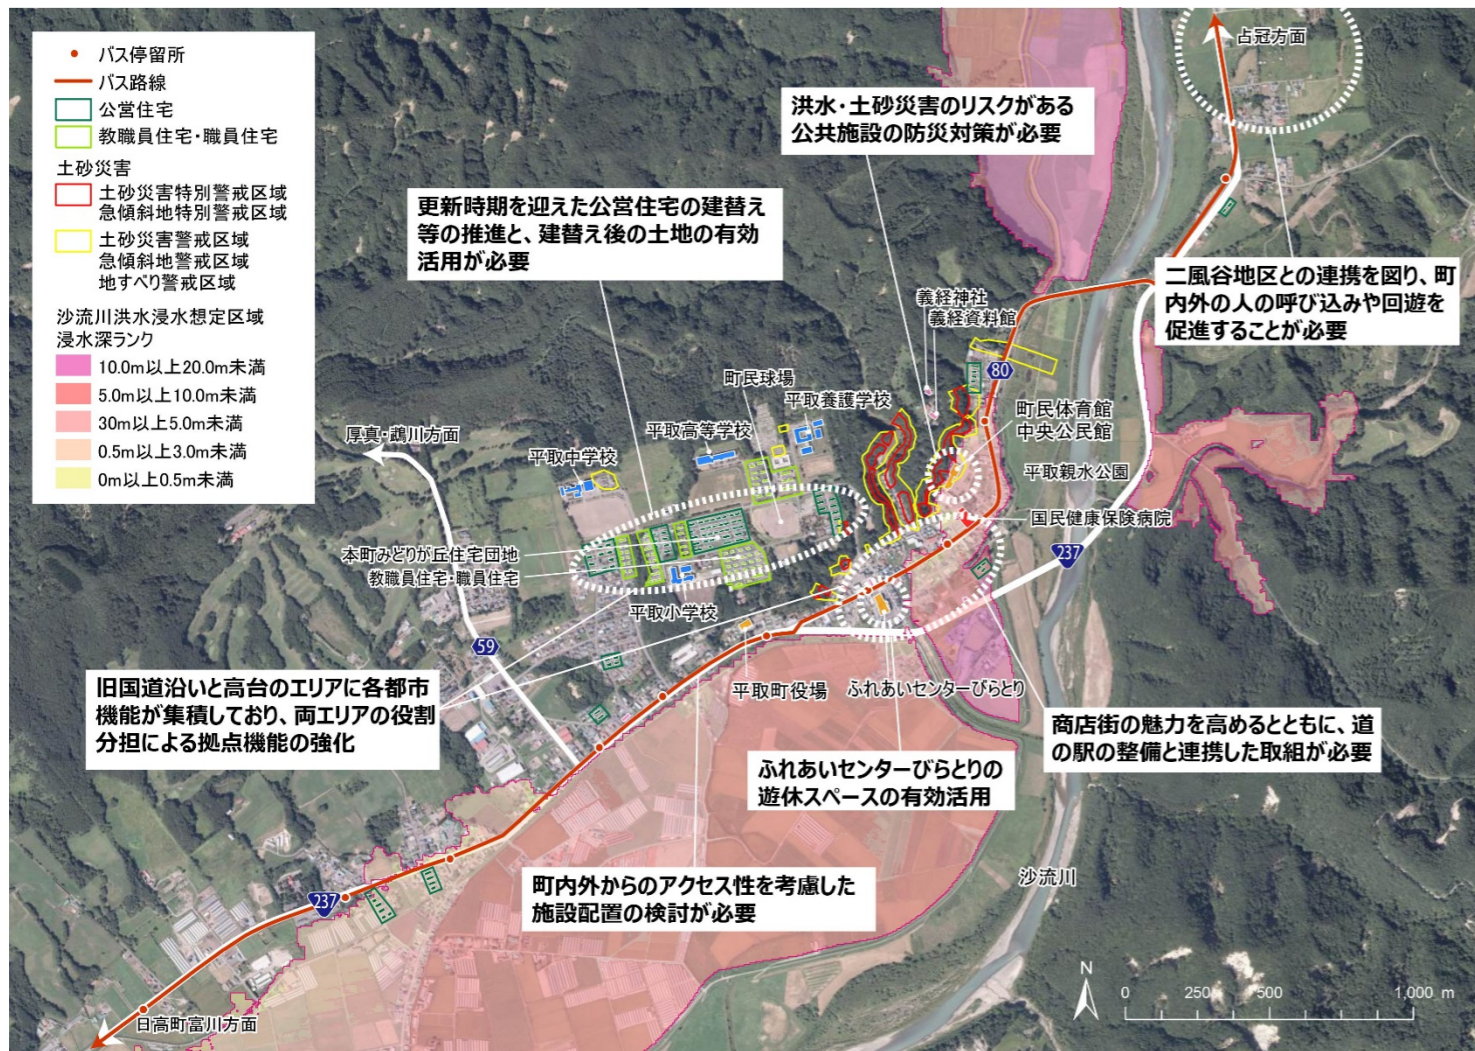 バス停留所
バス路線
公営住宅
教職員住宅・職員住宅
土砂災害
土砂災害特別警戒区域
急傾斜地特別警戒区域
土砂災害警戒区域
急傾斜地警戒区域
地すべり警戒区域
沙流川洪水浸水想定区域
浸水深ランク
10.0m以上20.0m未満
5.0m以上10.0m未満
30m以上5.0m未満
0.5m以上3.0m未満
0m以上0.5m未満
占冠方面
洪水・土砂災害のリスクがある
公共施設の防災対策が必要
更新時期を迎えた公営住宅の建替え
等の推進と、建替え後の土地の有効
活用が必要
二風谷地区との連携を図り、町
内外の人の呼び込みや回遊を
促進することが必要
義経神社
義経資料館
80
町民球場
平取養護学校
町民体育館
中央公民館
平取高等学校
厚真・鵡川方面
平取中学校
平取親水公園
国民健康保険病院
237
本町みどりが丘住宅団地
教職員住宅・職員住宅
平取小学校
59
平取町役場
ふれあいセンターびらとり
旧国道沿いと高台のエリアに各都市
機能が集積しており、両エリアの役割
分担による拠点機能の強化
商店街の魅力を高めるとともに、道
の駅の整備と連携した取組が必要
ふれあいセンターびらとりの
遊休スペースの有効活用
町内外からのアクセス性を考慮した
施設配置の検討が必要
沙流川
237
日高町富川方面
N
0 250 500 1,000 m